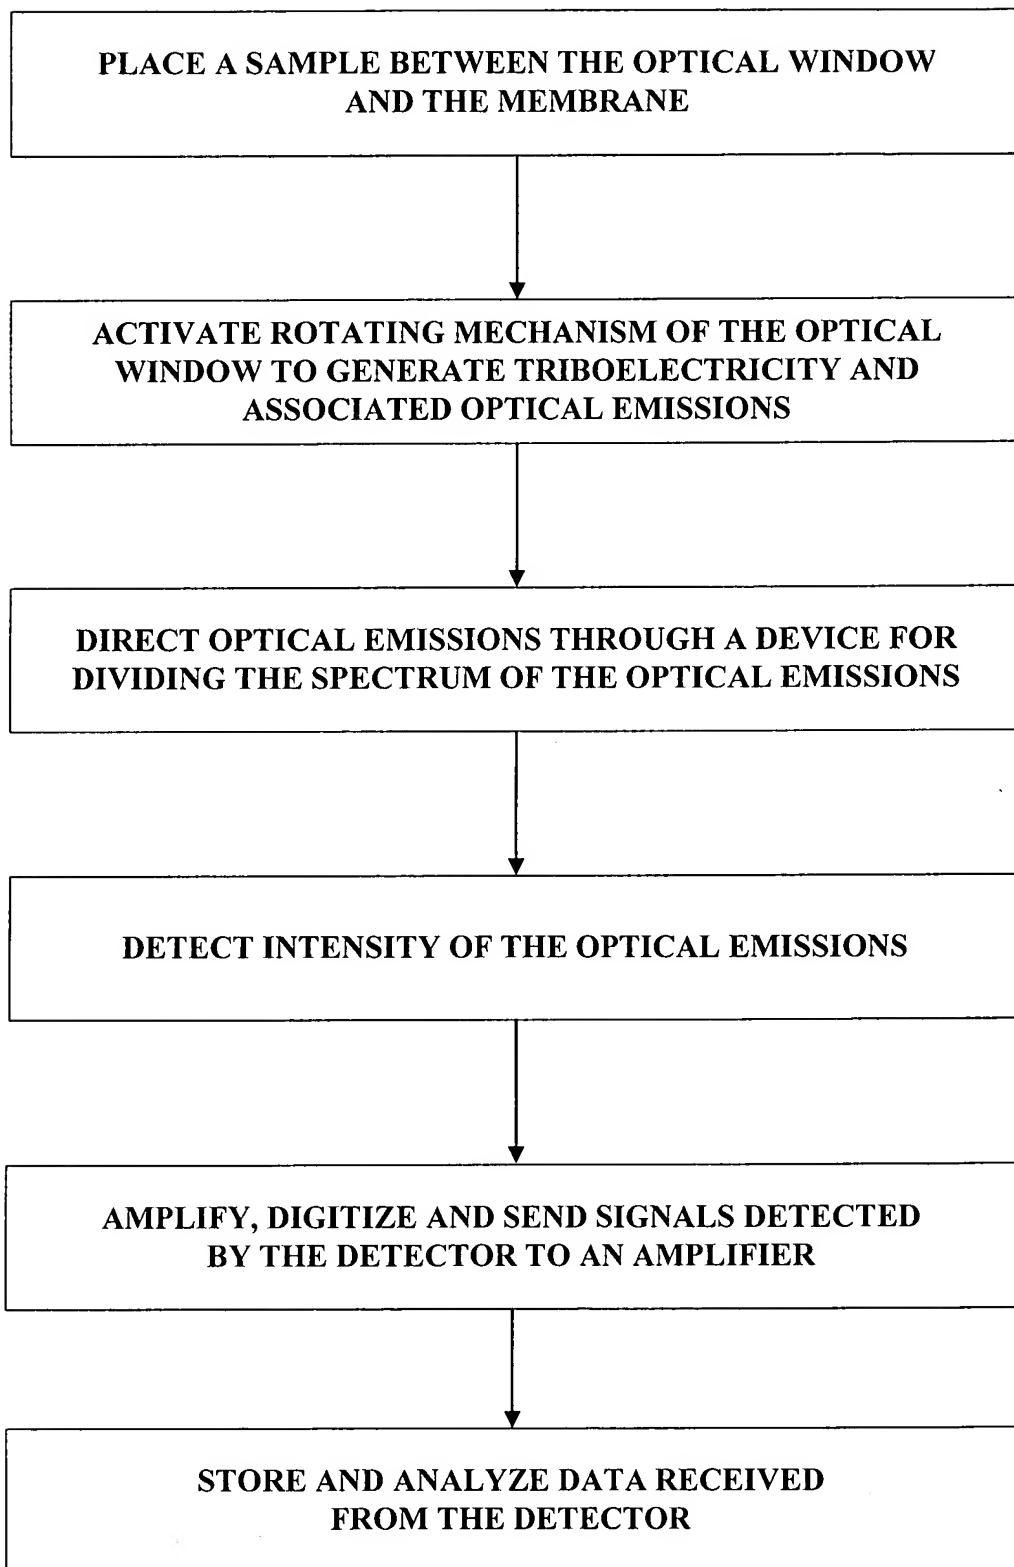 PLACE A SAMPLE BETWEEN THE OPTICAL WINDOW
AND THE MEMBRANE
ACTIVATE ROTATING MECHANISM OF THE OPTICAL
WINDOW TO GENERATE TRIBOELECTRICITY AND
ASSOCIATED OPTICAL EMISSIONS
DIRECT OPTICAL EMISSIONS THROUGH A DEVICE FOR
DIVIDING THE SPECTRUM OF THE OPTICAL EMISSIONS
DETECT INTENSITY OF THE OPTICAL EMISSIONS
AMPLIFY, DIGITIZE AND SEND SIGNALS DETECTED
BY THE DETECTOR TO AN AMPLIFIER
STORE AND ANALYZE DATA RECEIVED
FROM THE DETECTOR